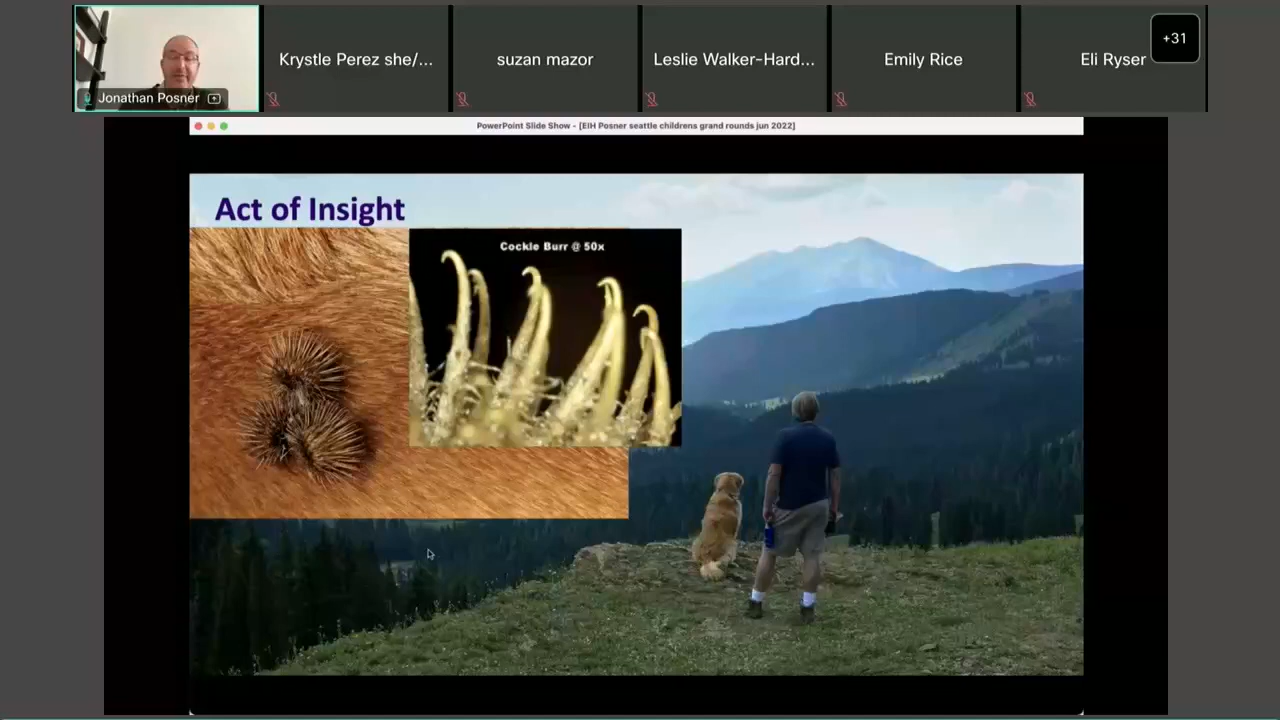 Jonathan Posner
Krystle Perez she/...
suzan mazor
Leslie Walker-Hard...
Emily Rice
Eli Ryser
+31
PowerPoint Slide Show - [EIH Posner seattle childrens grand rounds jun 2022]
Act of Insight
Cockle Burr @ 50x